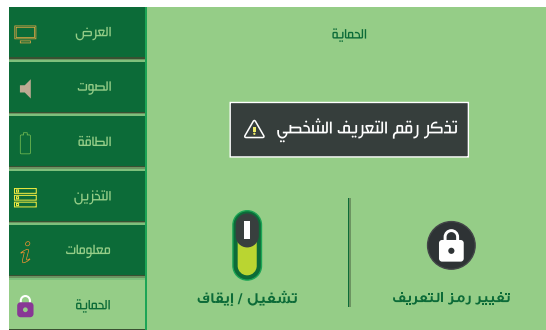 العرض
الصوت
الطاقة
التخزين
معلومات
الحماية
الحماية
تذكر رقم التعريف الشخصي
تغيير رمز التعريف
تشغيل / إيقاف